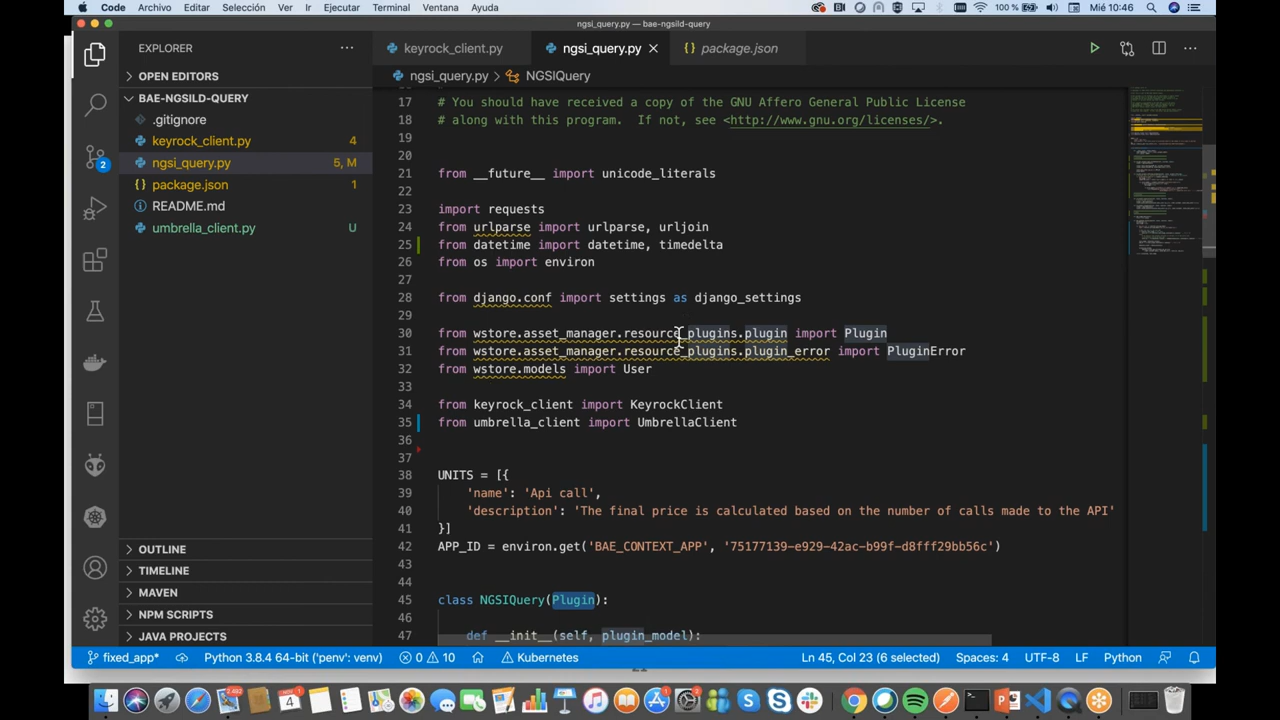 Code Archivo Editar Selección Ver Ir Ejecutar Terminal Ventana Ayuda 100 % Mié 10:46
ngsi_query.py — bae-ngsild-query
EXPLORER
keyrock_client.py ngsi_query.py package.json
OPEN EDITORS
ngsi_query.py > NGSIQuery
BAE-NGSILD-QUERY
.gitignore
keyrock_client.py 4
ngsi_query.py 5, M
package.json 1
README.md
umbrella_client.py U
2
OUTLINE
TIMELINE
MAVEN
NPM SCRIPTS
JAVA PROJECTS
17 # You should have received a copy of the GNU Affero General Public License
18 # along with this program.  If not, see <http://www.gnu.org/licenses/>.
19
20
21 from __future__ import unicode_literals
22
23 import requests
24 from urlparse import urlparse, urljoin
25 from datetime import datetime, timedelta
26 from os import environ
27
28 from django.conf import settings as django_settings
29
30 from wstore.asset_manager.resource_plugins.plugin import Plugin
31 from wstore.asset_manager.resource_plugins.plugin_error import PluginError
32 from wstore.models import User
33
34 from keyrock_client import KeyrockClient
35 from umbrella_client import UmbrellaClient
36
37
38 UNITS = [{
39     'name': 'Api call',
40     'description': 'The final price is calculated based on the number of calls made to the API'
41 }]
42 APP_ID = environ.get('BAE_CONTEXT_APP', '75177139-e929-42ac-b99f-d8fff29bb56c')
43
44
45 class NGSIQuery(Plugin):
46
47     def __init__(self, plugin_model):
fixed_app* Python 3.8.4 64-bit ('penv': venv) 0 10 Kubernetes Ln 45, Col 23 (6 selected) Spaces: 4 UTF-8 LF Python